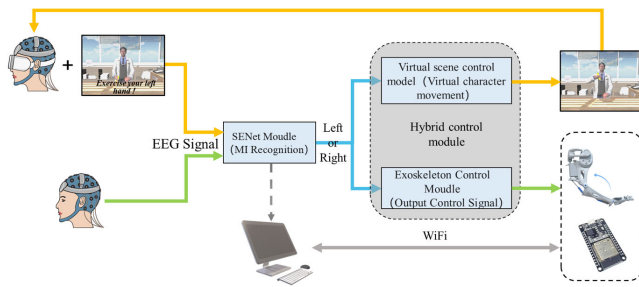 +
Exercise your left
hand !
EEG Signal
SENet Moudle
(MI Recognition)
Left
or
Right
Virtual scene control
model（Virtual character
movement）
Hybrid control
module
Exoskeleton Control
Moudle
（Output Control Signal）
WiFi